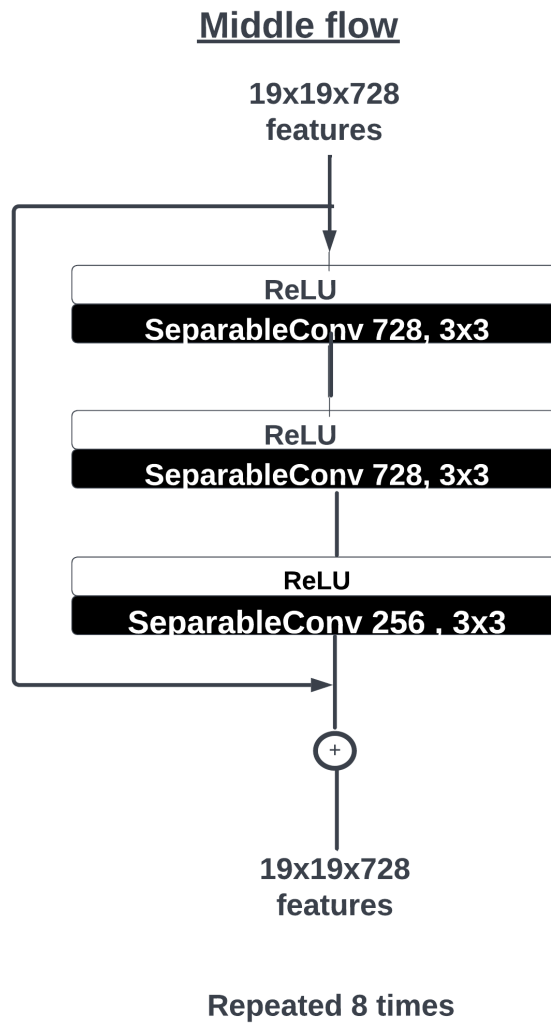 Middle flow
19x19x728
features
ReLU
SeparableConv 728, 3x3
ReLU
SeparableConv 728, 3x3
ReLU
SeparableConv 256 , 3x3
+
19x19x728
features
Repeated 8 times